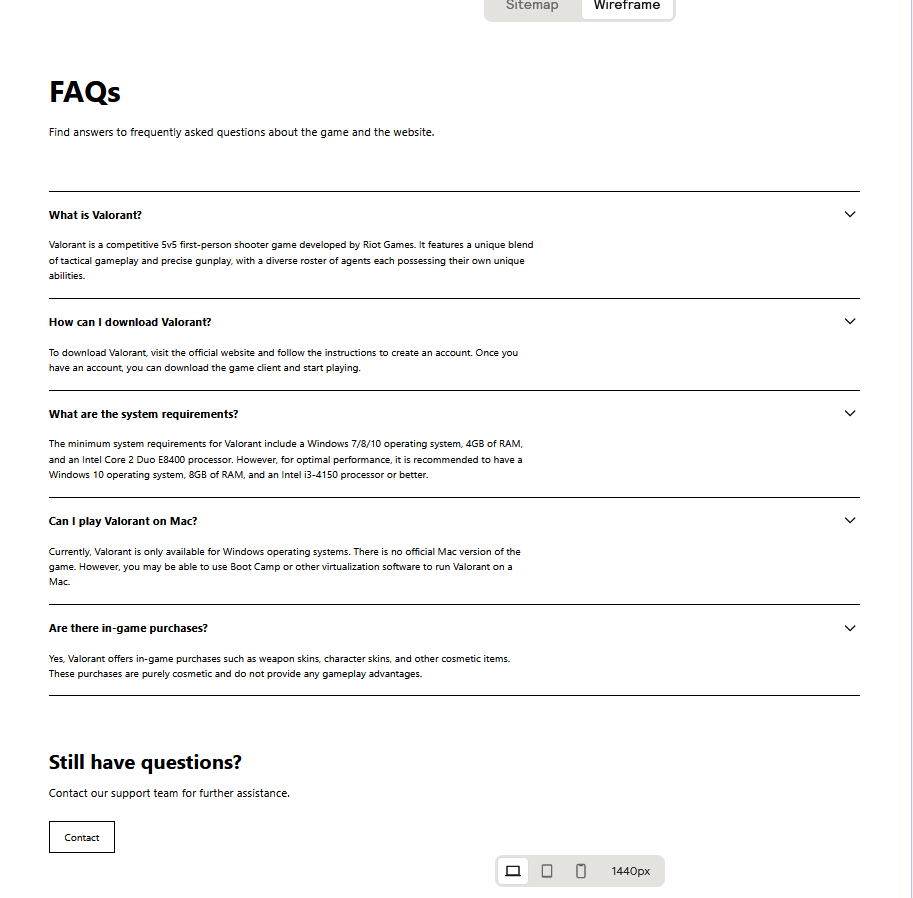 Sitemap
Wireframe
FAQs
Find answers to frequently asked questions about the game and the website.
What is Valorant?
Valorant is a competitive 5v5 first-person shooter game developed by Riot Games. It features a unique blend
of tactical gameplay and precise gunplay, with a diverse roster of agents each possessing their own unique
abilities.
How can I download Valorant?
To download Valorant, visit the official website and follow the instructions to create an account. Once you
have an account, you can download the game client and start playing.
What are the system requirements?
The minimum system requirements for Valorant include a Windows 7/8/10 operating system, 4GB of RAM,
and an Intel Core 2 Duo E8400 processor. However, for optimal performance, it is recommended to have a
Windows 10 operating system, 8GB of RAM, and an Intel i3-4150 processor or better.
Can I play Valorant on Mac?
Currently, Valorant is only available for Windows operating systems. There is no official Mac version of the
game. However, you may be able to use Boot Camp or other virtualization software to run Valorant on a
Mac.
Are there in-game purchases?
Yes, Valorant offers in-game purchases such as weapon skins, character skins, and other cosmetic items.
These purchases are purely cosmetic and do not provide any gameplay advantages.
Still have questions?
Contact our support team for further assistance.
Contact
1440px